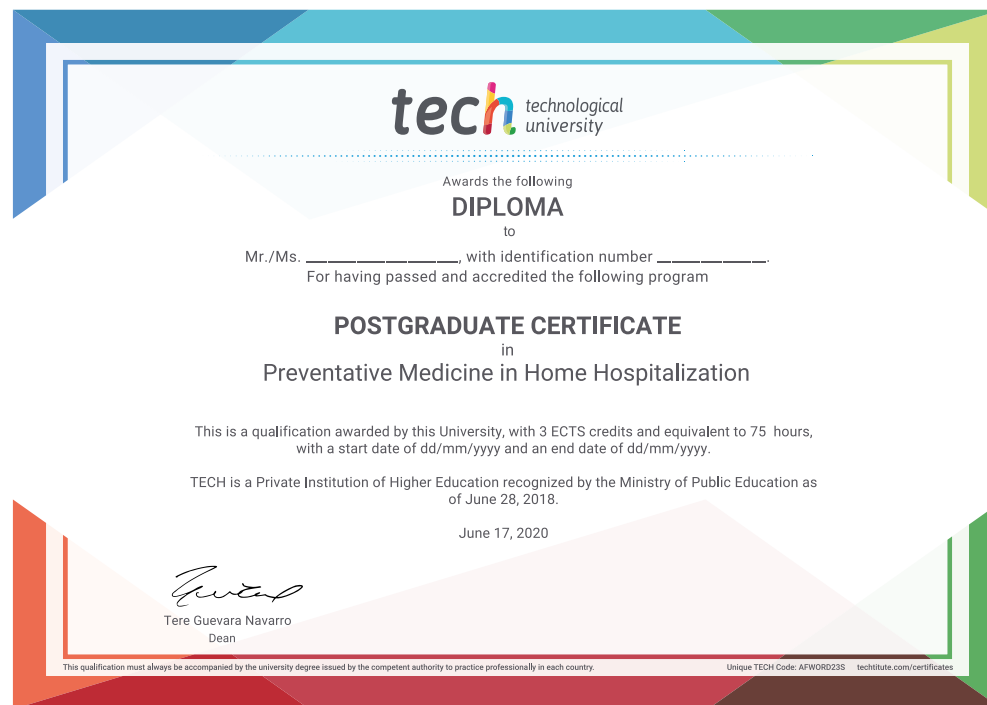 tech technological
university
Awards the following
DIPLOMA
to
Mr./Ms. __________________, with identification number _____________.
For having passed and accredited the following program
POSTGRADUATE CERTIFICATE
in
Preventative Medicine in Home Hospitalization
This is a qualification awarded by this University, with 3 ECTS credits and equivalent to 75 hours,
with a start date of dd/mm/yyyy and an end date of dd/mm/yyyy.
TECH is a Private Institution of Higher Education recognized by the Ministry of Public Education as
of June 28, 2018.
June 17, 2020
Tere Guevara Navarro
Dean
This qualification must always be accompanied by the university degree issued by the competent authority to practice professionally in each country.
Unique TECH Code: AFWORD23S techtitute.com/certificates